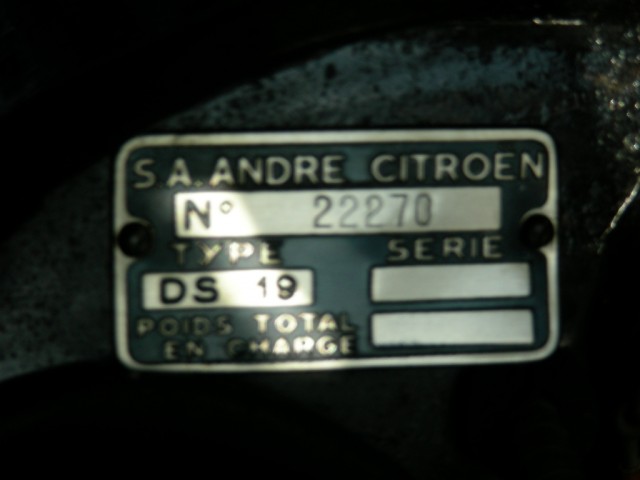 S.A. ANDRE CITROEN
N° 22270
TYPE SERIE
DS 19
POIDS TOTAL
EN CHARGE